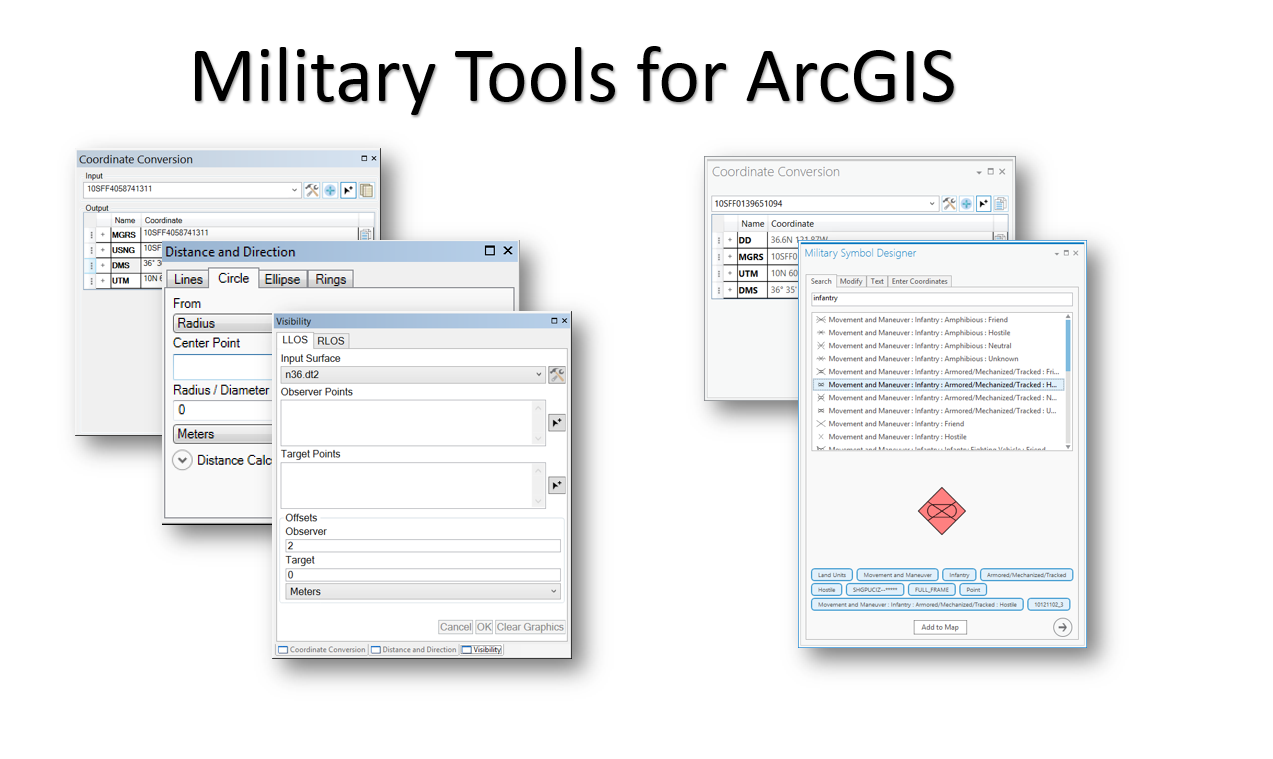 Military Tools for ArcGIS
Coordinate Conversion
Input
10SFF4058741311
Output
Name Coordinate
MGRS 10SFF4058741311
USNG 10SF
DMS 36° 3
UTM 10N 6
Distance and Direction
Lines Circle Ellipse Rings
From
Radius
Center Point
Radius / Diameter
0
Meters
Distance Calc
Visibility
LLOS RLOS
Input Surface
n36.dt2
Observer Points
Target Points
Offsets
Observer
2
Target
0
Meters
Cancel OK Clear Graphics
Coordinate Conversion Distance and Direction Visibility
Coordinate Conversion
10SFF0139651094
Name Coordinate
DD 36.6N 121.87W
MGRS 10SFF0
UTM 10N 60
DMS 36° 35'
Military Symbol Designer
Search Modify Text Enter Coordinates
infantry
Movement and Maneuver : Infantry : Amphibious : Friend
Movement and Maneuver : Infantry : Amphibious : Hostile
Movement and Maneuver : Infantry : Amphibious : Neutral
Movement and Maneuver : Infantry : Amphibious : Unknown
Movement and Maneuver : Infantry : Armored/Mechanized/Tracked : Fri...
Movement and Maneuver : Infantry : Armored/Mechanized/Tracked : H...
Movement and Maneuver : Infantry : Armored/Mechanized/Tracked : N...
Movement and Maneuver : Infantry : Armored/Mechanized/Tracked : U...
Movement and Maneuver : Infantry : Friend
Movement and Maneuver : Infantry : Hostile
Movement and Maneuver : Infantry : Infantry Fighting Vehicle : Friend
Land Units Movement and Maneuver Infantry Armored/Mechanized/Tracked
Hostile SHGPUCIZ--***** FULL_FRAME Point
Movement and Maneuver : Infantry : Armored/Mechanized/Tracked : Hostile 10121102_3
Add to Map